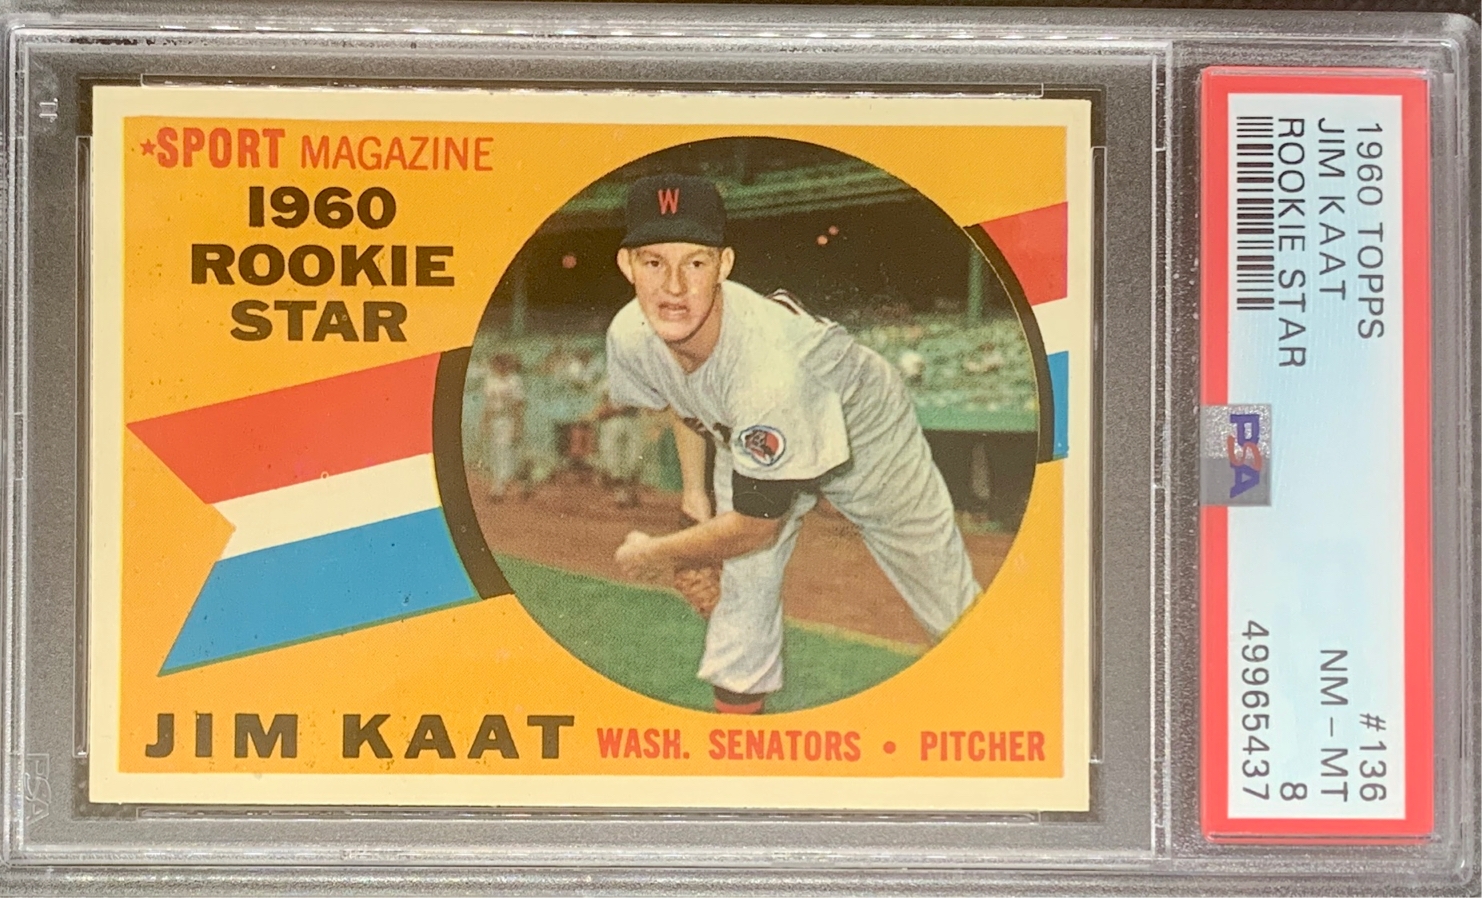 ★SPORT MAGAZINE
1960
ROOKIE
STAR
W
JIM KAAT WASH. SENATORS • PITCHER
1960 TOPPS #136
JIM KAAT NM – MT
ROOKIE STAR 8
49965437
PSA
PSA